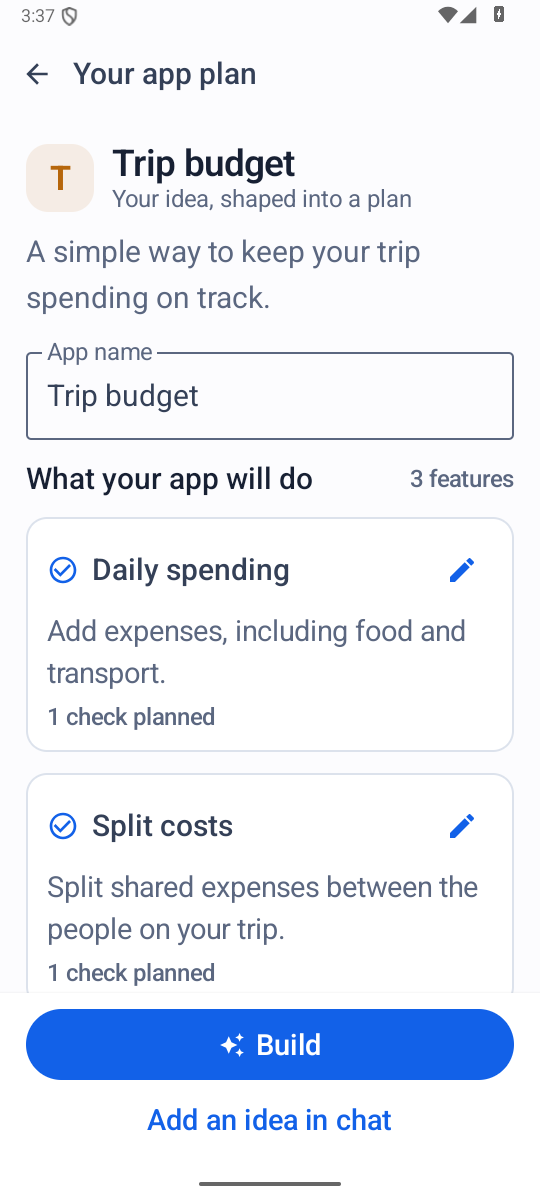 3:37
Your app plan
T
Trip budget
Your idea, shaped into a plan
A simple way to keep your trip
spending on track.
App name
Trip budget
What your app will do
3 features
Daily spending
Add expenses, including food and
transport.
1 check planned
Split costs
Split shared expenses between the
people on your trip.
1 check planned
Build
Add an idea in chat